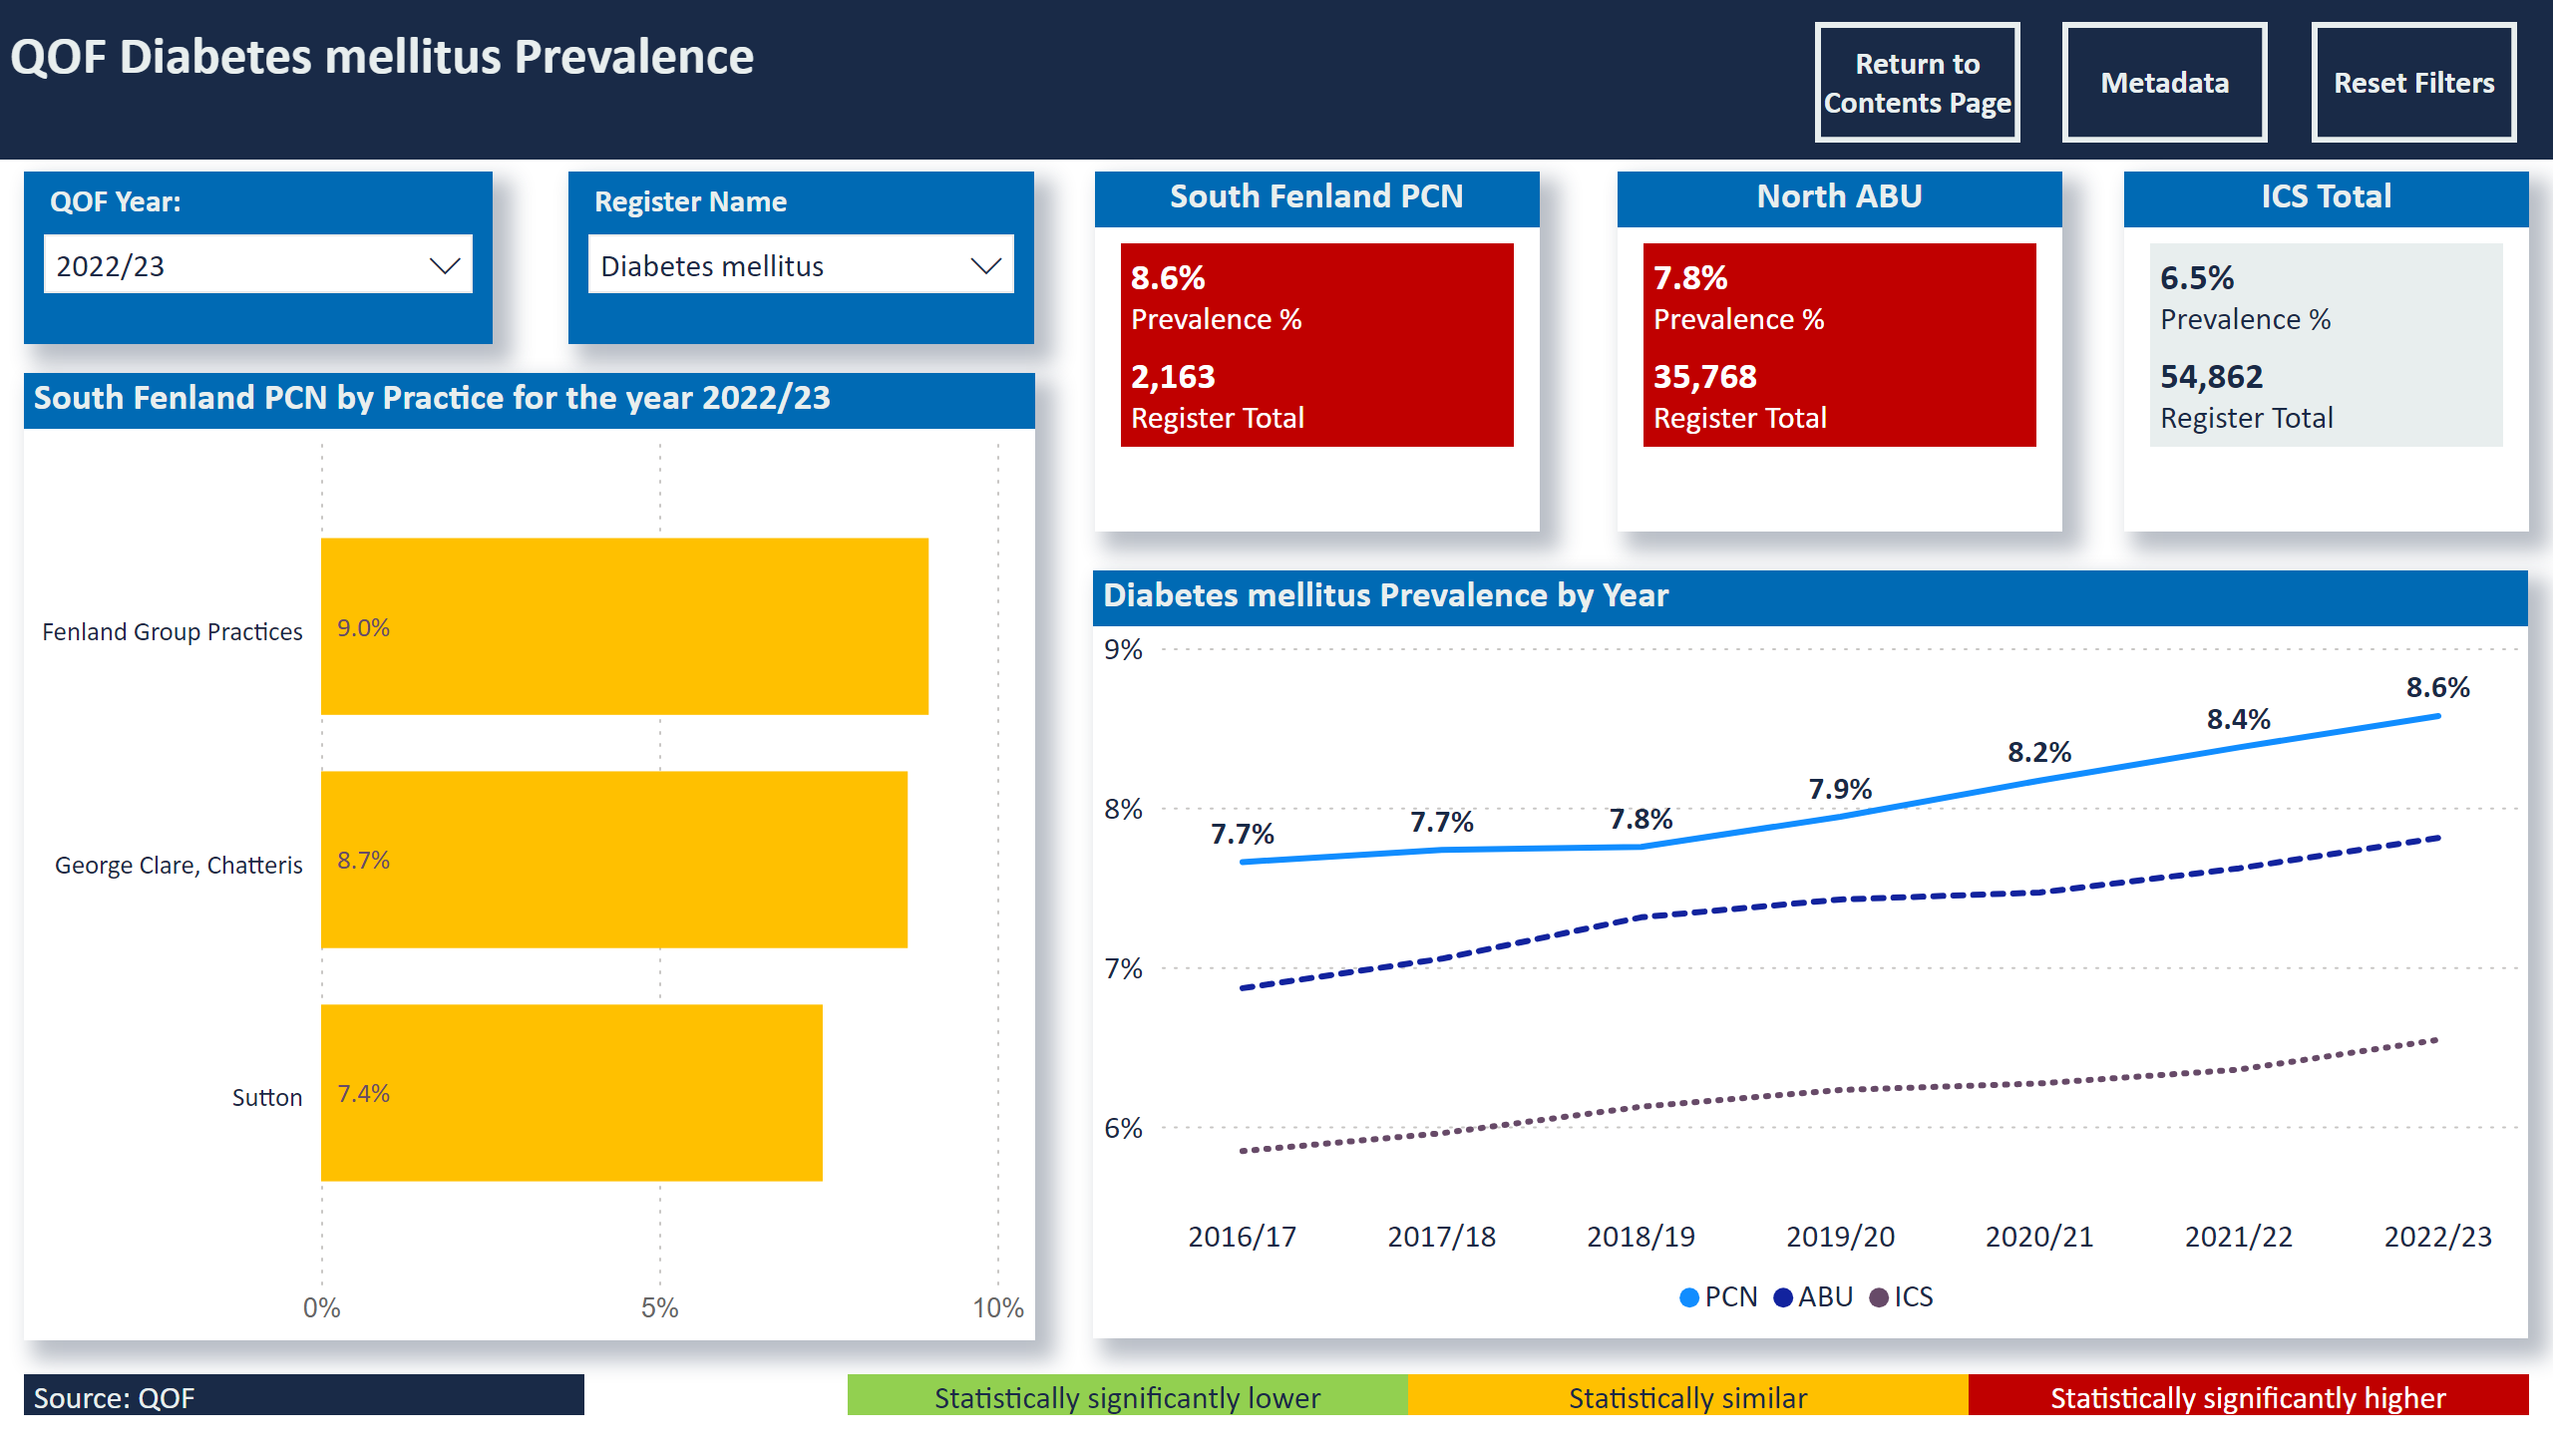 QOF Diabetes mellitus Prevalence
Return to
Contents Page
Metadata
Reset Filters
QOF Year:
2022/23
Register Name
Diabetes mellitus
South Fenland PCN
8.6%
Prevalence %
2,163
Register Total
North ABU
7.8%
Prevalence %
35,768
Register Total
ICS Total
6.5%
Prevalence %
54,862
Register Total
South Fenland PCN by Practice for the year 2022/23
Fenland Group Practices
9.0%
George Clare, Chatteris
8.7%
Sutton
7.4%
0%
5%
10%
Diabetes mellitus Prevalence by Year
9%
8%
7%
6%
7.7%
7.7%
7.8%
7.9%
8.2%
8.4%
8.6%
2016/17
2017/18
2018/19
2019/20
2020/21
2021/22
2022/23
PCN
ABU
ICS
Source: QOF
Statistically significantly lower
Statistically similar
Statistically significantly higher